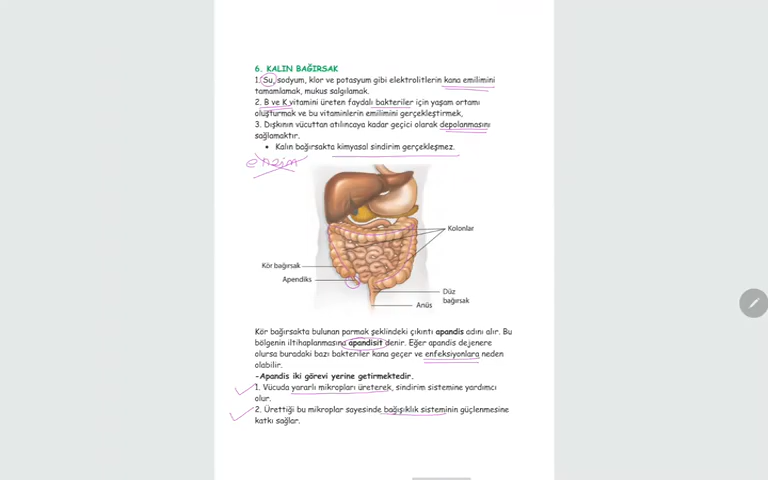 6. KALIN BAĞIRSAK
1. Su, sodyum, klor ve potasyum gibi elektrolitlerin kana emilimini
tamamlamak, mukus salgılamak.
2. B ve K vitamini üreten faydalı bakteriler için yaşam ortamı
oluşturmak ve bu vitaminlerin emilimini gerçekleştirmek,
3. Dışkının vücuttan atılıncaya kadar geçici olarak depolanmasını
sağlamaktır.
• Kalın bağırsakta kimyasal sindirim gerçekleşmez.
enzim
Kolonlar
Kör bağırsak
Apendiks
Düz
bağırsak
Anüs
Kör bağırsakta bulunan parmak şeklindeki çıkıntı apandis adını alır. Bu
bölgenin iltihaplanmasına apandisit denir. Eğer apandis dejenere
olursa buradaki bazı bakteriler kana geçer ve enfeksiyonlara neden
olabilir.
-Apandis iki görevi yerine getirmektedir.
1. Vücuda yararlı mikropları üreterek, sindirim sistemine yardımcı
olur.
2. Ürettiği bu mikroplar sayesinde bağışıklık sisteminin güçlenmesine
katkı sağlar.